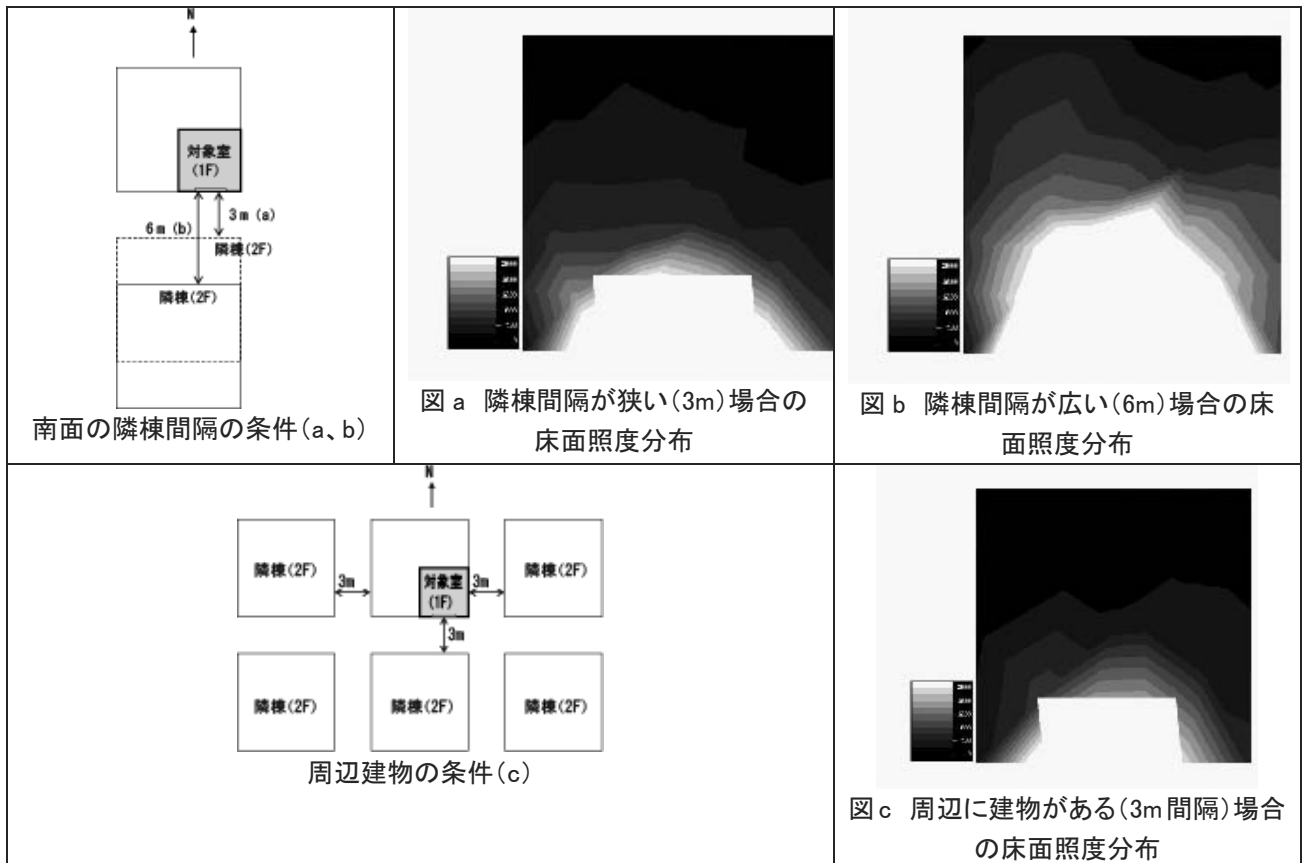 N
対象室
(1F)
6m (b)
3m (a)
隣棟(2F)
隣棟(2F)
南面の隣棟間隔の条件(a、b)
図 a 隣棟間隔が狭い(3m)場合の
床面照度分布
図 b 隣棟間隔が広い(6m)場合の床
面照度分布
N
隣棟(2F)
3m
対象室
(1F)
3m
隣棟(2F)
3m
隣棟(2F)
隣棟(2F)
隣棟(2F)
周辺建物の条件(c)
図 c 周辺に建物がある(3m 間隔)場合
の床面照度分布